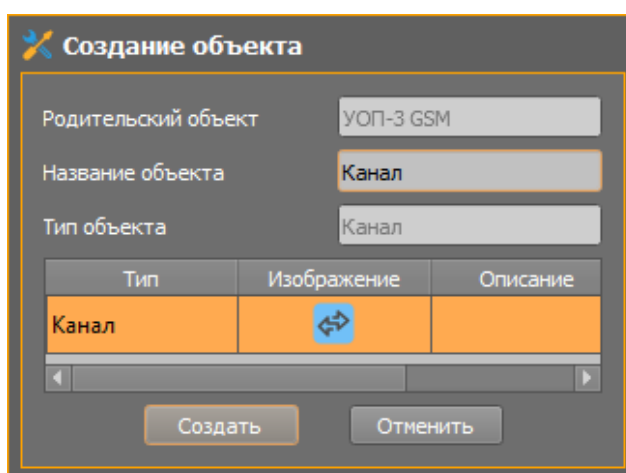 Создание объекта
Родительский объект УОП-3 GSM
Название объекта Канал
Тип объекта Канал
Тип Изображение Описание
Канал
Создать Отменить